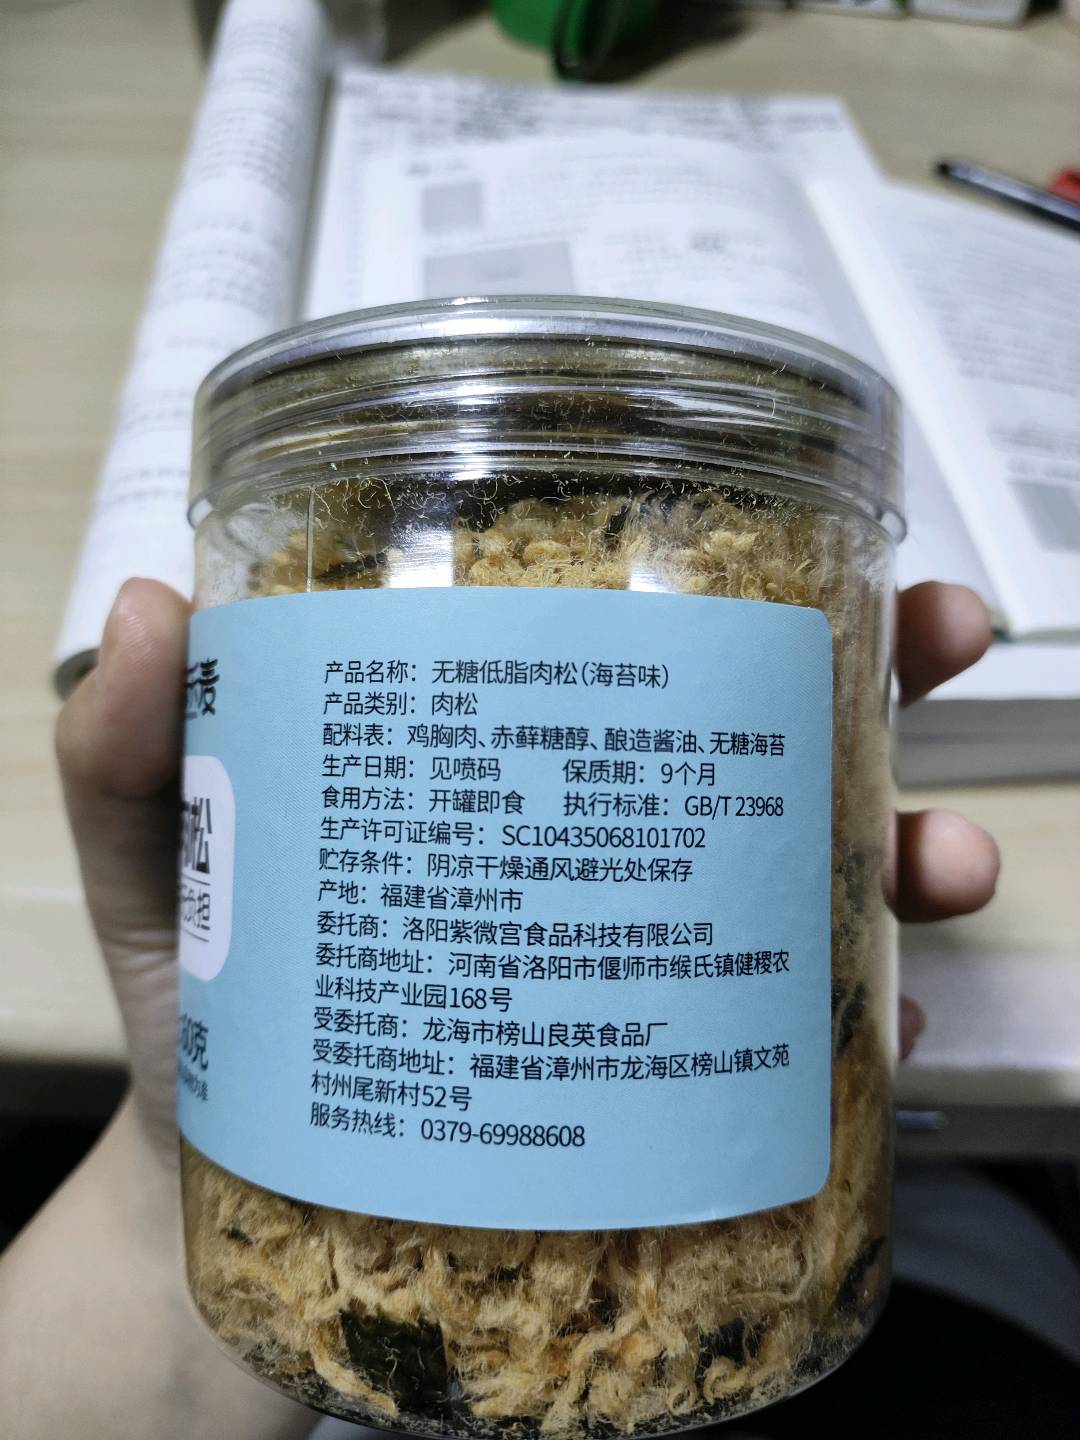 产品名称：无糖低脂肉松（海苔味）
产品类别：肉松
配料表：鸡胸肉、赤藓糖醇、酿造酱油、无糖海苔
生产日期：见喷码 保质期：9个月
食用方法：开罐即食 执行标准：GB/T 23968
生产许可证编号：SC10435068101702
贮存条件：阴凉干燥通风避光处保存
产地：福建省漳州市
委托商：洛阳紫微宫食品科技有限公司
委托商地址：河南省洛阳市偃师市缑氏镇健稷农
业科技产业园168号
受委托商：龙海市榜山良英食品厂
受委托商地址：福建省漳州市龙海区榜山镇文苑
村州尾新村52号
服务热线：0379-69988608
麦
松
负担
克